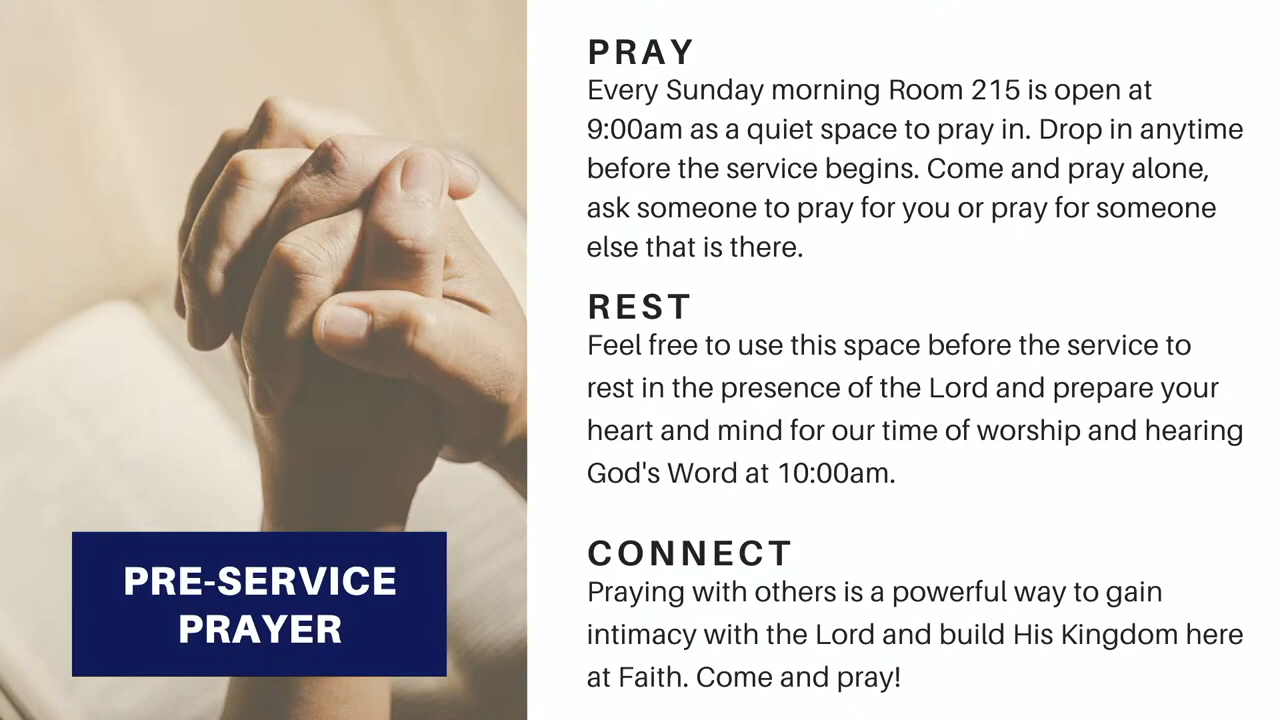 PRE-SERVICE
PRAYER
PRAY
Every Sunday morning Room 215 is open at
9:00am as a quiet space to pray in. Drop in anytime
before the service begins. Come and pray alone,
ask someone to pray for you or pray for someone
else that is there.
REST
Feel free to use this space before the service to
rest in the presence of the Lord and prepare your
heart and mind for our time of worship and hearing
God's Word at 10:00am.
CONNECT
Praying with others is a powerful way to gain
intimacy with the Lord and build His Kingdom here
at Faith. Come and pray!